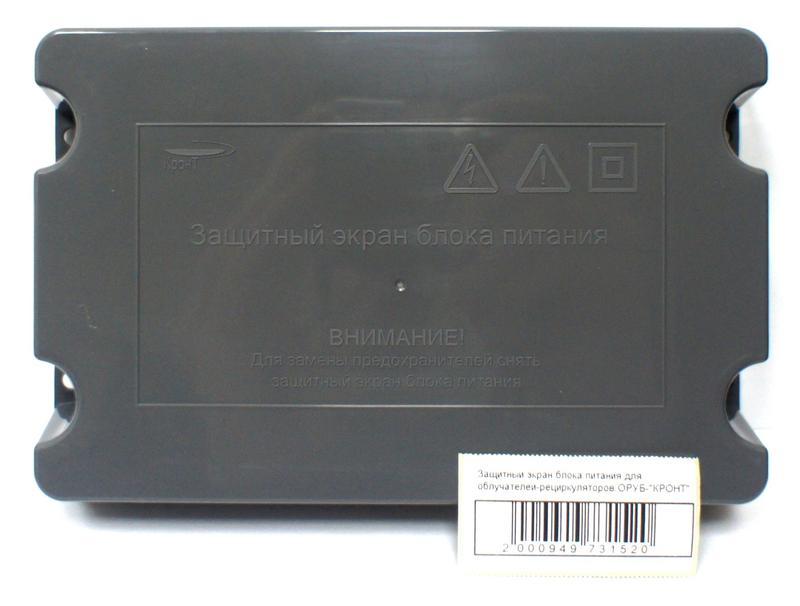 КРОНТ
Защитный экран блока питания
ВНИМАНИЕ!
Для замены предохранителей снять
защитный экран блока питания
Защитный экран блока питания для
облучателей-рециркуляторов ОРУБ-"КРОНТ"
2 000949 731520